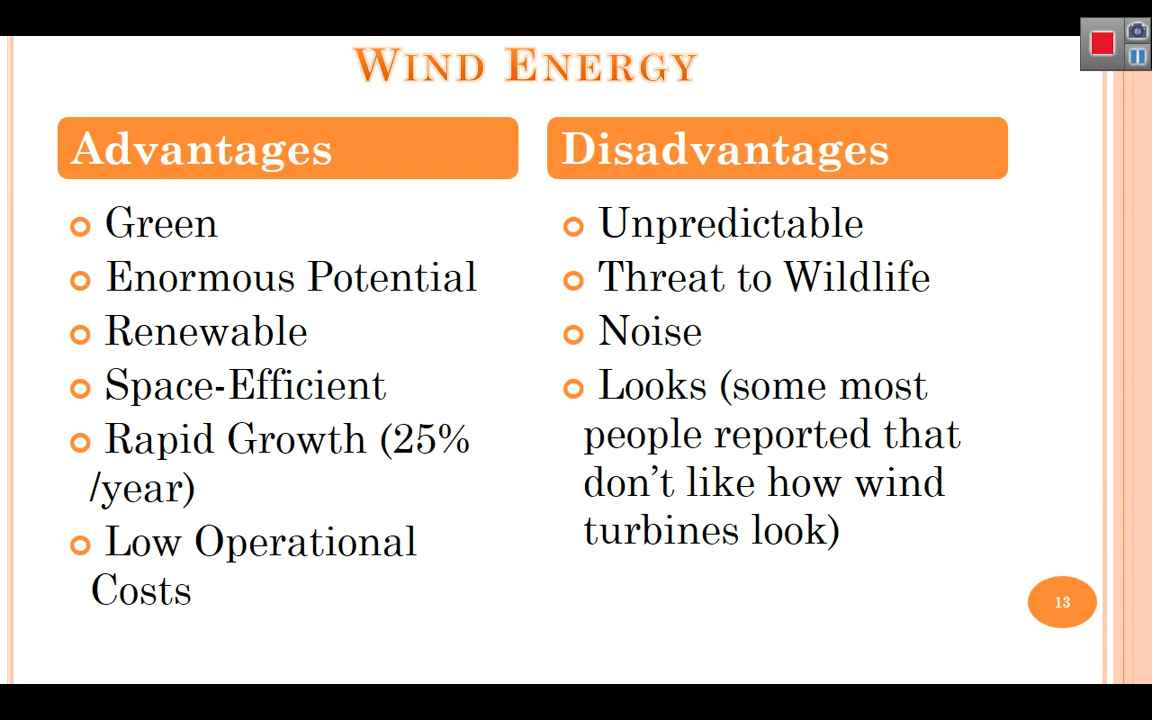 Wind Energy
Advantages
Green
Enormous Potential
Renewable
Space-Efficient
Rapid Growth (25%
/year)
Low Operational
Costs
Disadvantages
Unpredictable
Threat to Wildlife
Noise
Looks (some most
people reported that
don’t like how wind
turbines look)
13